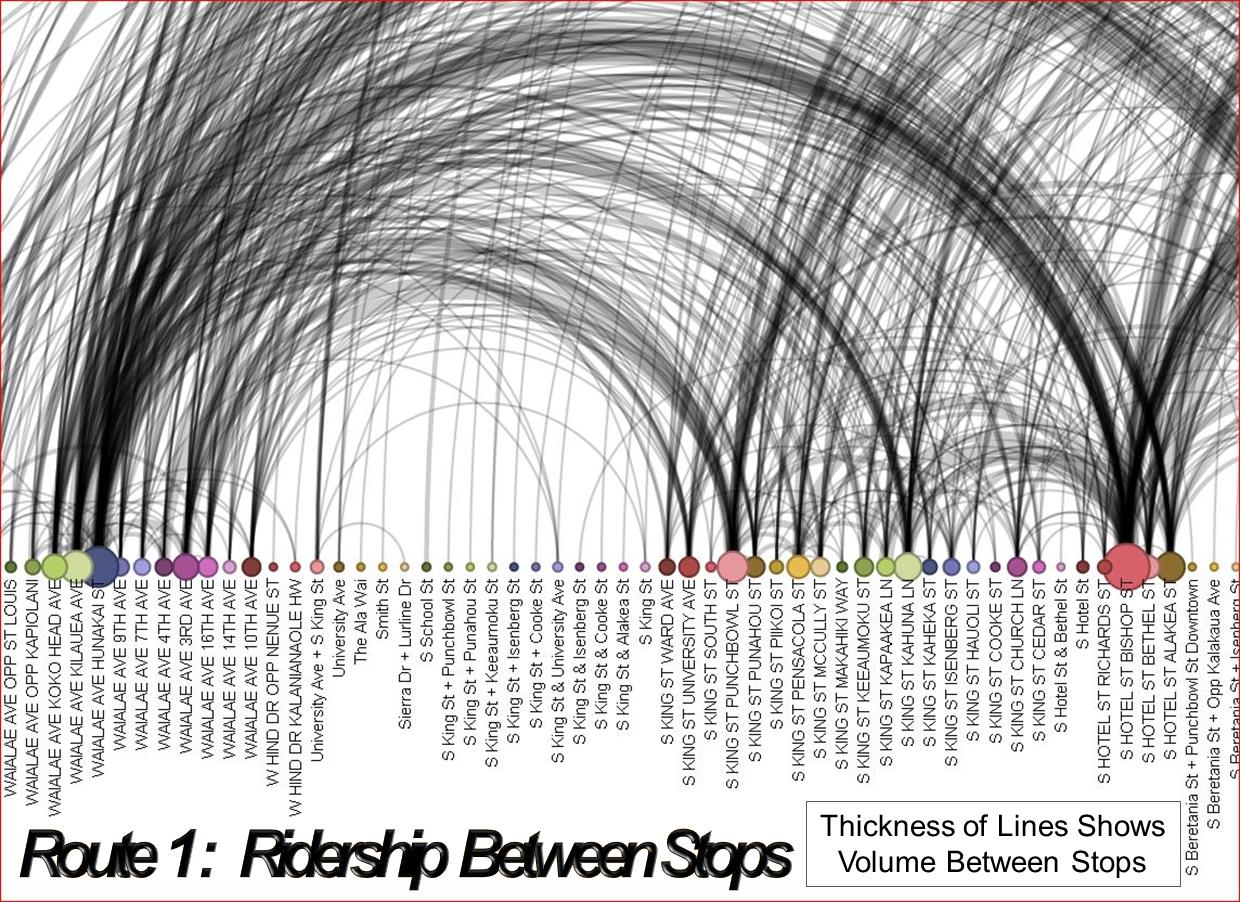 WAIALAE AVE OPP ST LOUIS
WAIALAE AVE OPP KAPIOLANI
WAIALAE AVE KOKO HEAD AVE
WAIALAE AVE KILAUEA AVE
WAIALAE AVE HUNAKAI ST
WAIALAE AVE 9TH AVE
WAIALAE AVE 7TH AVE
WAIALAE AVE 4TH AVE
WAIALAE AVE 3RD AVE
WAIALAE AVE 16TH AVE
WAIALAE AVE 14TH AVE
WAIALAE AVE 10TH AVE
W HIND DR OPP NENUE ST
W HIND DR KALANIANAOLE HW
University Ave + S King St
University Ave
The Ala Wai
Smith St
Sierra Dr + Lurline Dr
S School St
S King St + Punchbowl St
S King St + Punahou St
S King St + Keeaumoku St
S King St + Isenberg St
S King St + Cooke St
S King St & University Ave
S King St & Isenberg St
S King St & Cooke St
S King St & Alakea St
S King St
S KING ST WARD AVE
S KING ST UNIVERSITY AVE
S KING ST SOUTH ST
S KING ST PUNCHBOWL ST
S KING ST PUNAHOU ST
S KING ST PIIKOI ST
S KING ST PENSACOLA ST
S KING ST MCCULLY ST
S KING ST MAKAHIKI WAY
S KING ST KEEAUMOKU ST
S KING ST KAPAAKEA LN
S KING ST KAHUNA LN
S KING ST KAHEKA ST
S KING ST ISENBERG ST
S KING ST HAUOLI ST
S KING ST COOKE ST
S KING ST CHURCH LN
S KING ST CEDAR ST
S Hotel St & Bethel St
S Hotel St
S HOTEL ST RICHARDS ST
S HOTEL ST BISHOP ST
S HOTEL ST BETHEL ST
S HOTEL ST ALAKEA ST
S Beretania St + Punchbowl St Downtown
S Beretania St + Opp Kalakaua Ave
S Beretania St + Isenberg St
Route 1: Ridership Between Stops
Thickness of Lines Shows
Volume Between Stops